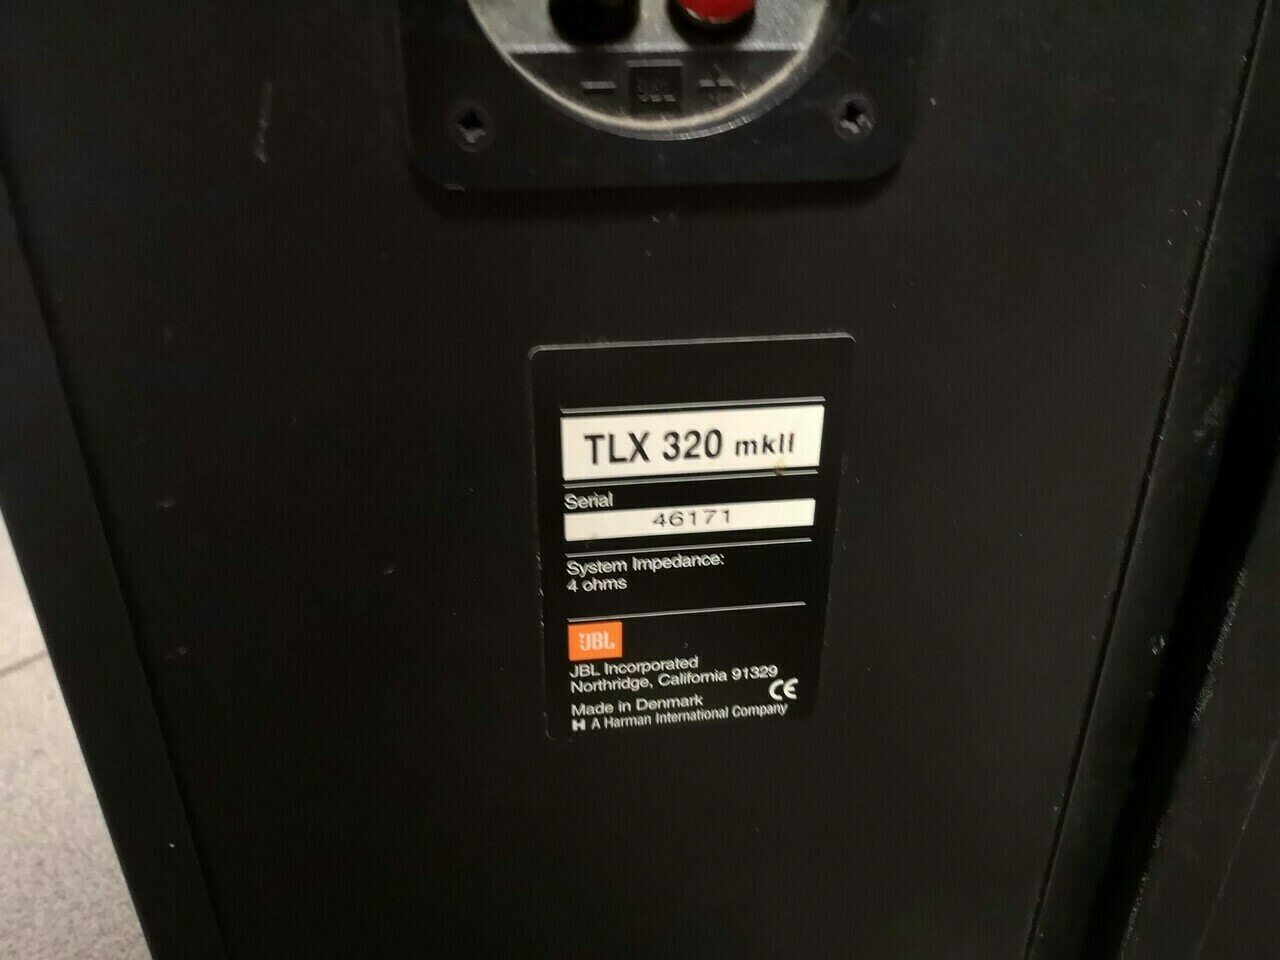 − JBL +
TLX 320 mkII
Serial
46171
System Impedance:
4 ohms
JBL
JBL Incorporated
Northridge, California 91329
CE
Made in Denmark
H A Harman International Company